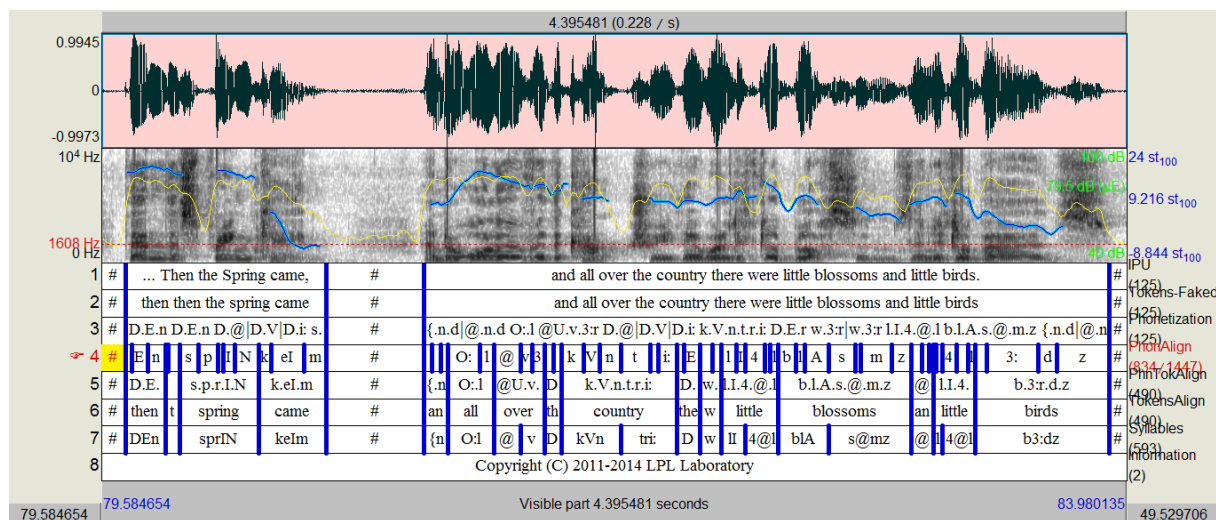 4.395481 (0.228 / s)
0.9945
0
-0.9973
10⁴ Hz 100 dB 24 st₁₀₀
79.5 dB (µE) 9.216 st₁₀₀
1608 Hz
0 Hz 40 dB -8.844 st₁₀₀
1 # ... Then the Spring came, # and all over the country there were little blossoms and little birds. # IPU (125)
2 # then then the spring came # and all over the country there were little blossoms and little birds # Tokens-Faked (125)
3 # D.E.n D.E.n D.@|D.V|D.i: s. # {.n.d|@.n.d O:.l @U.v.3:r D.@|D.V|D.i: k.V.n.t.r.i: D.E.r w.3:r|w.3:r l.I.4.@.l b.l.A.s.@.m.z {.n.d|@.n # Phonetization (125)
4 # E n s p IN k eI m # O: l @ v 3 k V n t i: E l I 4 l b l A s m z 4 l 3: d z # PhonAlign (834/1447)
5 # D.E. s.p.r.I.N k.eI.m # {.n O:.l @U.v. D k.V.n.t.r.i: D. w. l.I.4.@.l b.l.A.s.@.m.z @ l.I.4. b.3:r.d.z # PhnTokAlign (490)
6 # then t spring came # an all over th country the w little blossoms an little birds # TokensAlign (490)
7 # DEn sprIN keIm # {n O:l @ v D kVn tri: D w lI 4@l blA s@mz @ l 4@l b3:dz # Syllables (593)
8 Copyright (C) 2011-2014 LPL Laboratory Information (2)
79.584654 Visible part 4.395481 seconds 83.980135
79.584654 49.529706